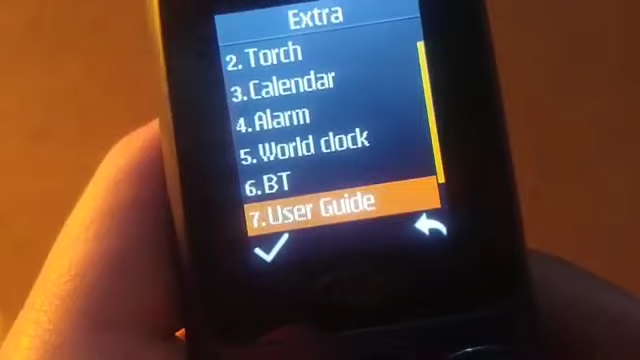 Extra
2.Torch
3.Calendar
4.Alarm
5.World clock
6.BT
7.User Guide